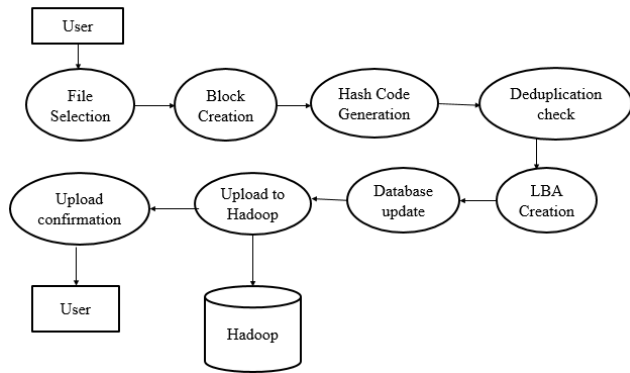 User
File
Selection
Block
Creation
Hash Code
Generation
Deduplication
check
LBA
Creation
Database
update
Upload to
Hadoop
Upload
confirmation
User
Hadoop